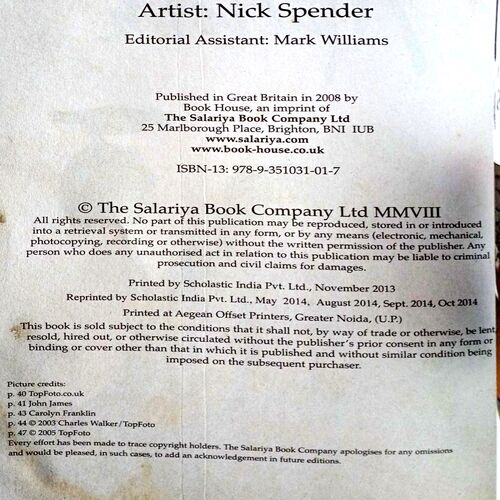 Artist: Nick Spender
Editorial Assistant: Mark Williams
Published in Great Britain in 2008 by
Book House, an imprint of
The Salariya Book Company Ltd
25 Marlborough Place, Brighton, BNI IUB
www.salariya.com
www.book-house.co.uk
ISBN-13: 978-9-351031-01-7
© The Salariya Book Company Ltd MMVIII
All rights reserved. No part of this publication may be reproduced, stored in or introduced
into a retrieval system or transmitted in any form, or by any means (electronic, mechanical,
photocopying, recording or otherwise) without the written permission of the publisher. Any
person who does any unauthorised act in relation to this publication may be liable to criminal
prosecution and civil claims for damages.
Printed by Scholastic India Pvt. Ltd., November 2013
Reprinted by Scholastic India Pvt. Ltd., May 2014, August 2014, Sept. 2014, Oct 2014
Printed at Aegean Offset Printers, Greater Noida, (U.P.)
This book is sold subject to the conditions that it shall not, by way of trade or otherwise, be lent,
resold, hired out, or otherwise circulated without the publisher's prior consent in any form or
binding or cover other than that in which it is published and without similar condition being
imposed on the subsequent purchaser.
Picture credits:
p. 40 TopFoto.co.uk
p. 41 John James
p. 43 Carolyn Franklin
p. 44 © 2003 Charles Walker/TopFoto
p. 47 © 2005 TopFoto
Every effort has been made to trace copyright holders. The Salariya Book Company apologises for any omissions
and would be pleased, in such cases, to add an acknowledgement in future editions.